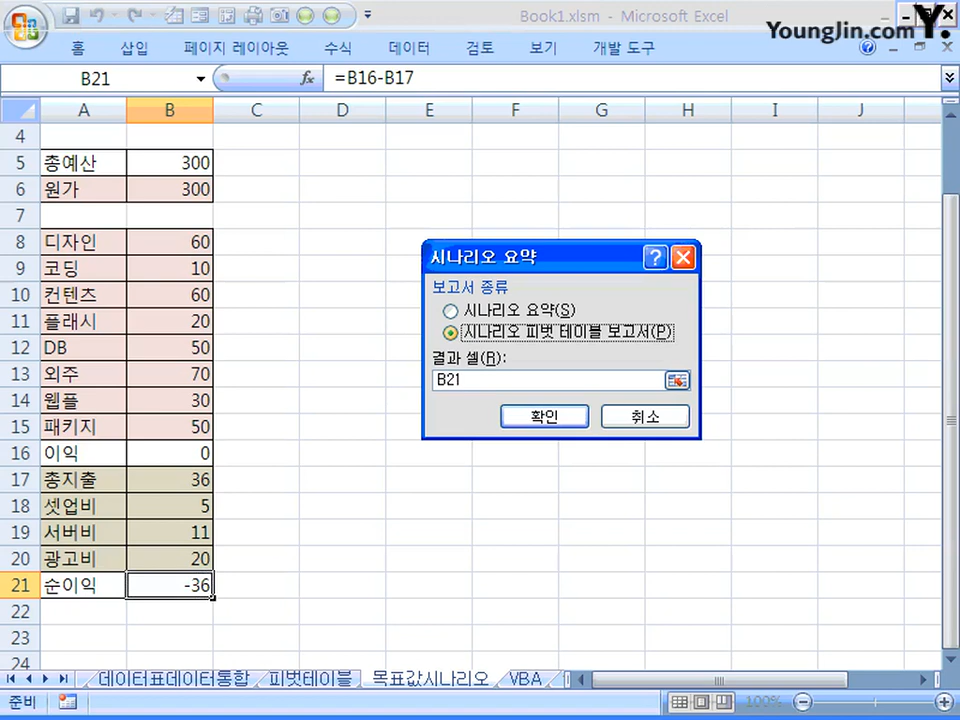 Book1.xlsm - Microsoft Excel
YoungJin.com Y.
홈 삽입 페이지 레이아웃 수식 데이터 검토 보기 개발 도구
B21 fx =B16-B17
A B C D E F G H I J
4
5 총예산 300
6 원가 300
7
8 디자인 60
9 코딩 10
10 컨텐츠 60
11 플래시 20
12 DB 50
13 외주 70
14 웹플 30
15 패키지 50
16 이익 0
17 총지출 36
18 셋업비 5
19 서버비 11
20 광고비 20
21 순이익 -36
22
23
24
시나리오 요약
보고서 종류
시나리오 요약(S)
시나리오 피벗 테이블 보고서(P)
결과 셀(R):
B21
확인 취소
데이터표데이터통합 피벗테이블 목표값시나리오 VBA
준비 100%